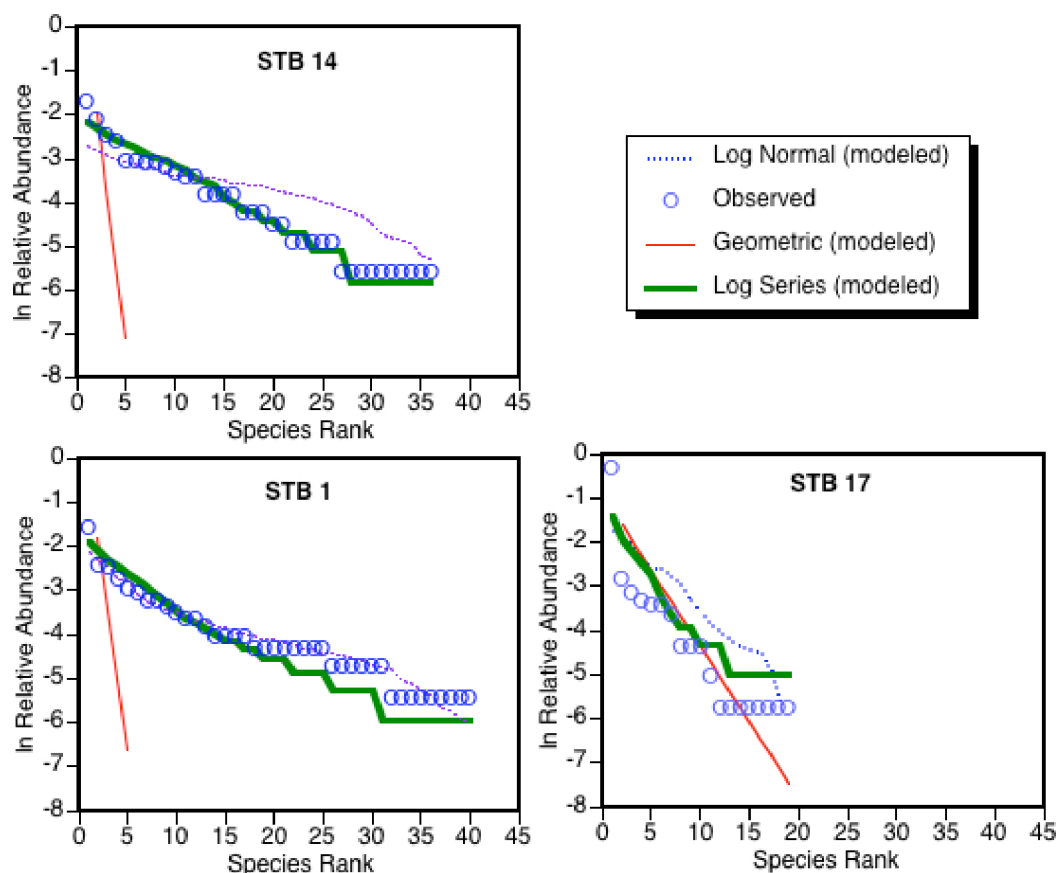 STB 14
0
-1
-2
-3
-4
-5
-6
-7
-8
ln Relative Abundance
0 5 10 15 20 25 30 35 40 45
Species Rank
Log Normal (modeled)
Observed
Geometric (modeled)
Log Series (modeled)
STB 1
0
-1
-2
-3
-4
-5
-6
-7
-8
ln Relative Abundance
0 5 10 15 20 25 30 35 40 45
Species Rank
STB 17
0
-1
-2
-3
-4
-5
-6
-7
-8
ln Relative Abundance
0 5 10 15 20 25 30 35 40 45
Species Rank